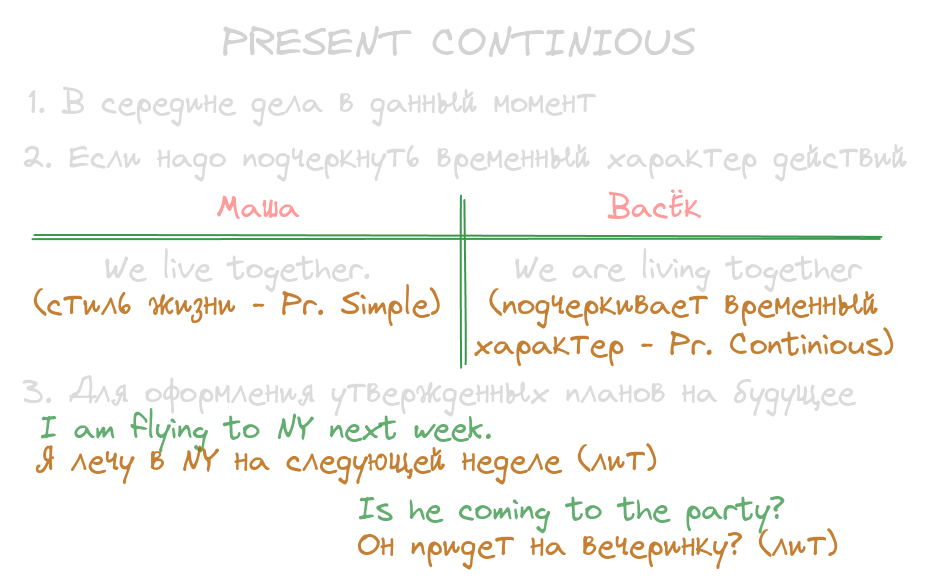 PRESENT CONTINIOUS
1. В середине дела в данный момент
2. Если надо подчеркнуть временный характер действий
Маша
Васёк
We live together.
We are living together
(стиль жизни - Pr. Simple)
(подчеркивает временный
характер - Pr. Continious)
3. Для оформления утвержденных планов на будущее
I am flying to NY next week.
Я лечу в NY на следующей неделе (лит)
Is he coming to the party?
Он придет на вечеринку? (лит)